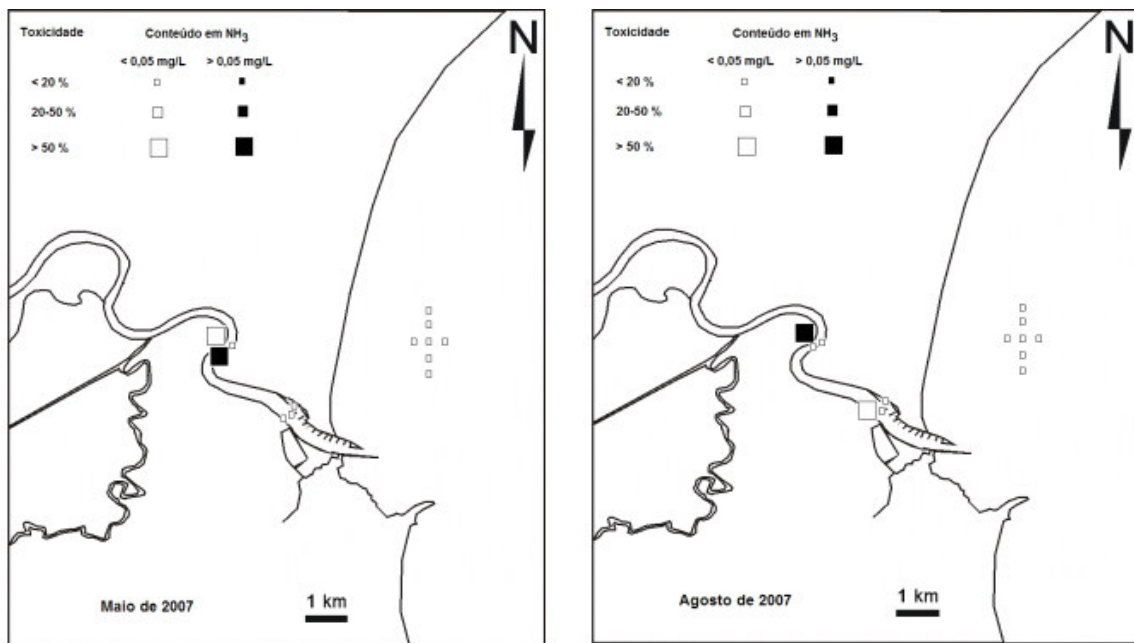 Toxicidade Conteúdo em NH3
< 0,05 mg/L > 0,05 mg/L
< 20 %
20-50 %
> 50 %
N
Maio de 2007 1 km
Toxicidade Conteúdo em NH3
< 0,05 mg/L > 0,05 mg/L
< 20 %
20-50 %
> 50 %
N
Agosto de 2007 1 km